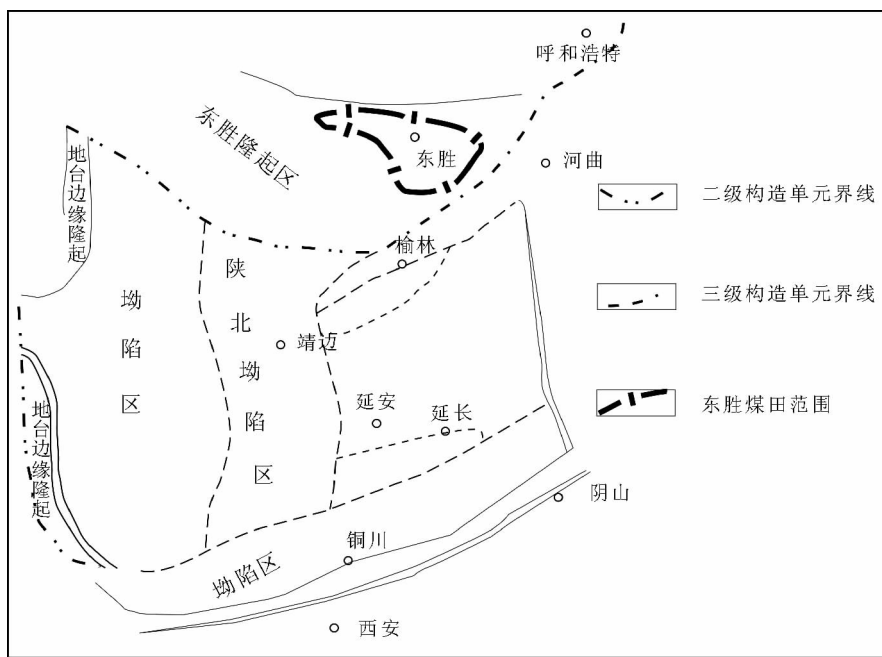 呼和浩特
东胜隆起区
东胜
河曲
地台边缘隆起
二级构造单元界线
榆林
陕北坳陷区
坳陷区
三级构造单元界线
靖边
延安
延长
东胜煤田范围
地台边缘隆起
阴山
铜川
坳陷区
西安